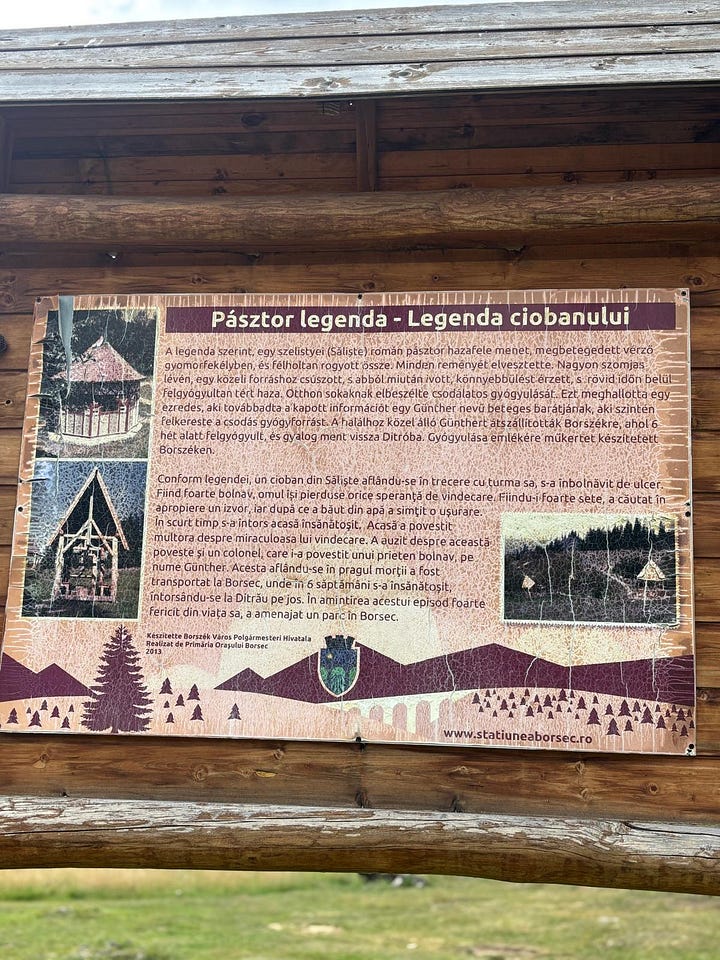 Pásztor legenda - Legenda ciobanului
A legenda szerint, egy szelistyei (Săliște) román pásztor hazafele menet, megbetegedett vérző
gyomorfekélyben, és félholtan rogyott össze. Minden reményét elvesztette. Nagyon szomjas
lévén, egy közeli forráshoz csúszott, s abból miután ivott, könnyebbülést érzett, s rövid időn belül
felgyógyultan tért haza. Otthon sokaknak elbeszélte csodálatos gyógyulását. Ezt meghallotta egy
ezredes, aki továbbadta a kapott információt egy Günther nevű beteges barátjának, aki szintén
felkereste a csodás gyógyforrást. A halálhoz közel álló Günthert átszállították Borszékre, ahol 6
hét alatt felgyógyult, és gyalog ment vissza Ditróba. Gyógyulása emlékére műkertet készítetett
Borszéken.
Conform legendei, un cioban din Săliște aflându-se în trecere cu turma sa, s-a îmbolnăvit de ulcer.
Fiind foarte bolnav, omul își pierduse orice speranță de vindecare. Fiindu-i foarte sete, a căutat în
apropiere un izvor, iar după ce a băut din apă a simțit o ușurare.
În scurt timp s-a întors acasă însănătoșit. Acasă a povestit
multora despre miraculoasa lui vindecare. A auzit despre această
poveste și un colonel, care i-a povestit unui prieten bolnav, pe
nume Günther. Acesta aflându-se în pragul morții a fost
transportat la Borsec, unde în 6 săptămâni s-a însănătoșit,
întorsându-se la Ditrău pe jos. În amintirea acestui episod foarte
fericit din viața sa, a amenajat un parc în Borsec.
Készítette Borszék Város Polgármesteri Hivatala
Realizat de Primăria Orașului Borsec
2013
www.statiuneaborsec.ro